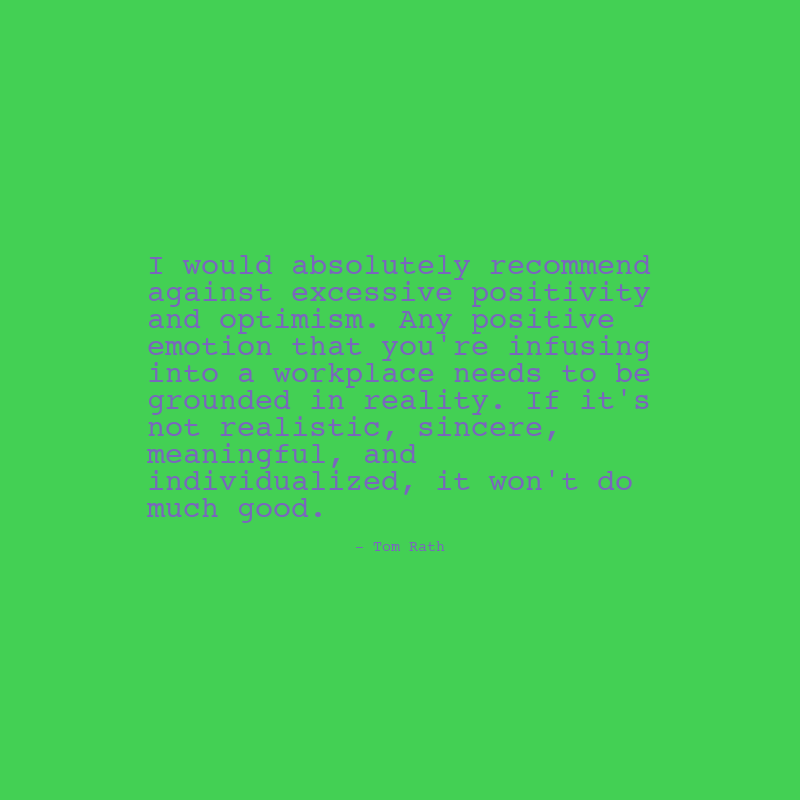 I would absolutely recommend
against excessive positivity
and optimism. Any positive
emotion that you're infusing
into a workplace needs to be
grounded in reality. If it's
not realistic, sincere,
meaningful, and
individualized, it won't do
much good.
- Tom Rath